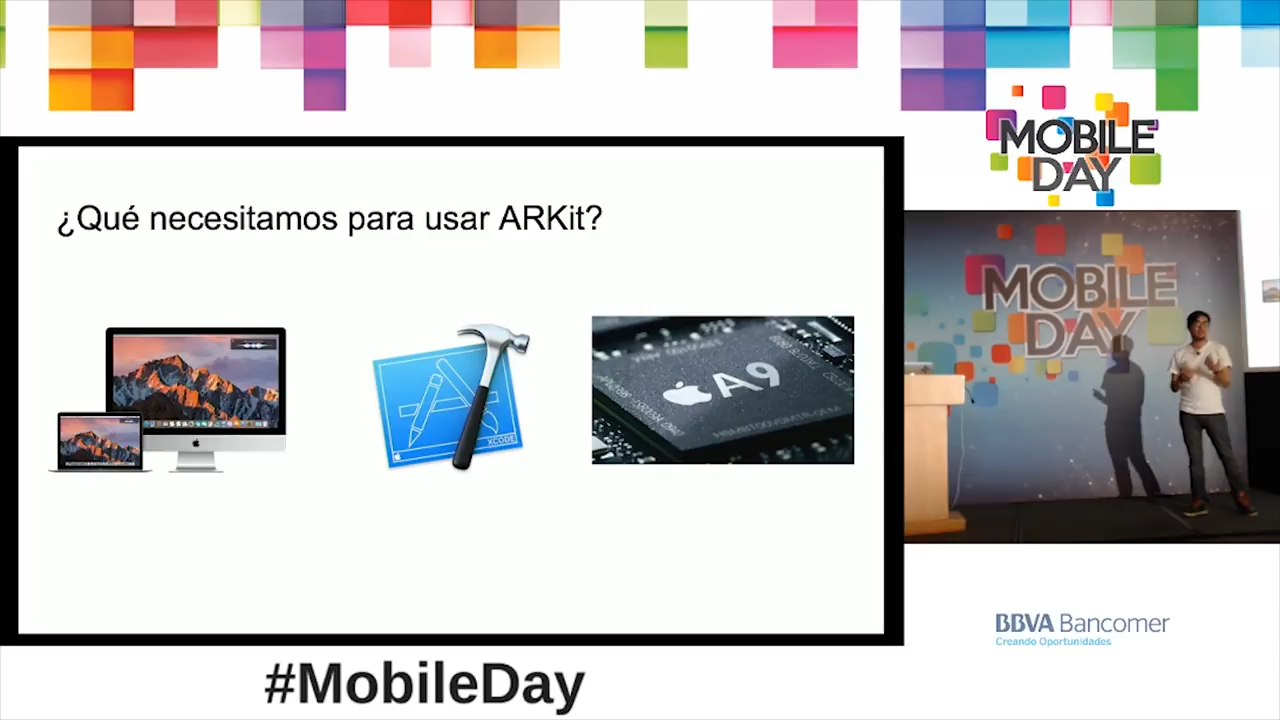 MOBILE
DAY
¿Qué necesitamos para usar ARKit?
XCODE
A9
MOBILE
DAY
BBVA Bancomer
Creando Oportunidades
#MobileDay